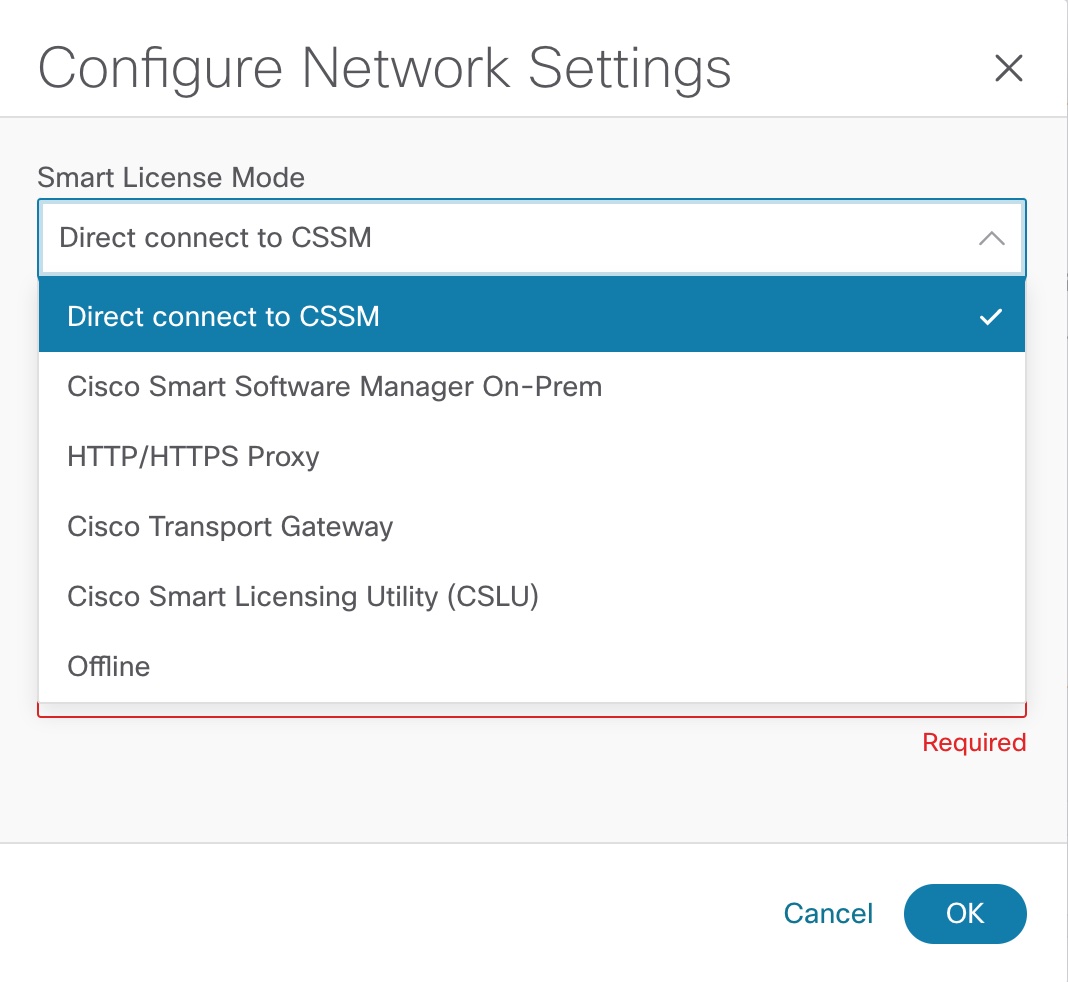 Configure Network Settings
Smart License Mode
Direct connect to CSSM
Direct connect to CSSM
Cisco Smart Software Manager On-Prem
HTTP/HTTPS Proxy
Cisco Transport Gateway
Cisco Smart Licensing Utility (CSLU)
Offline
Required
Cancel
OK